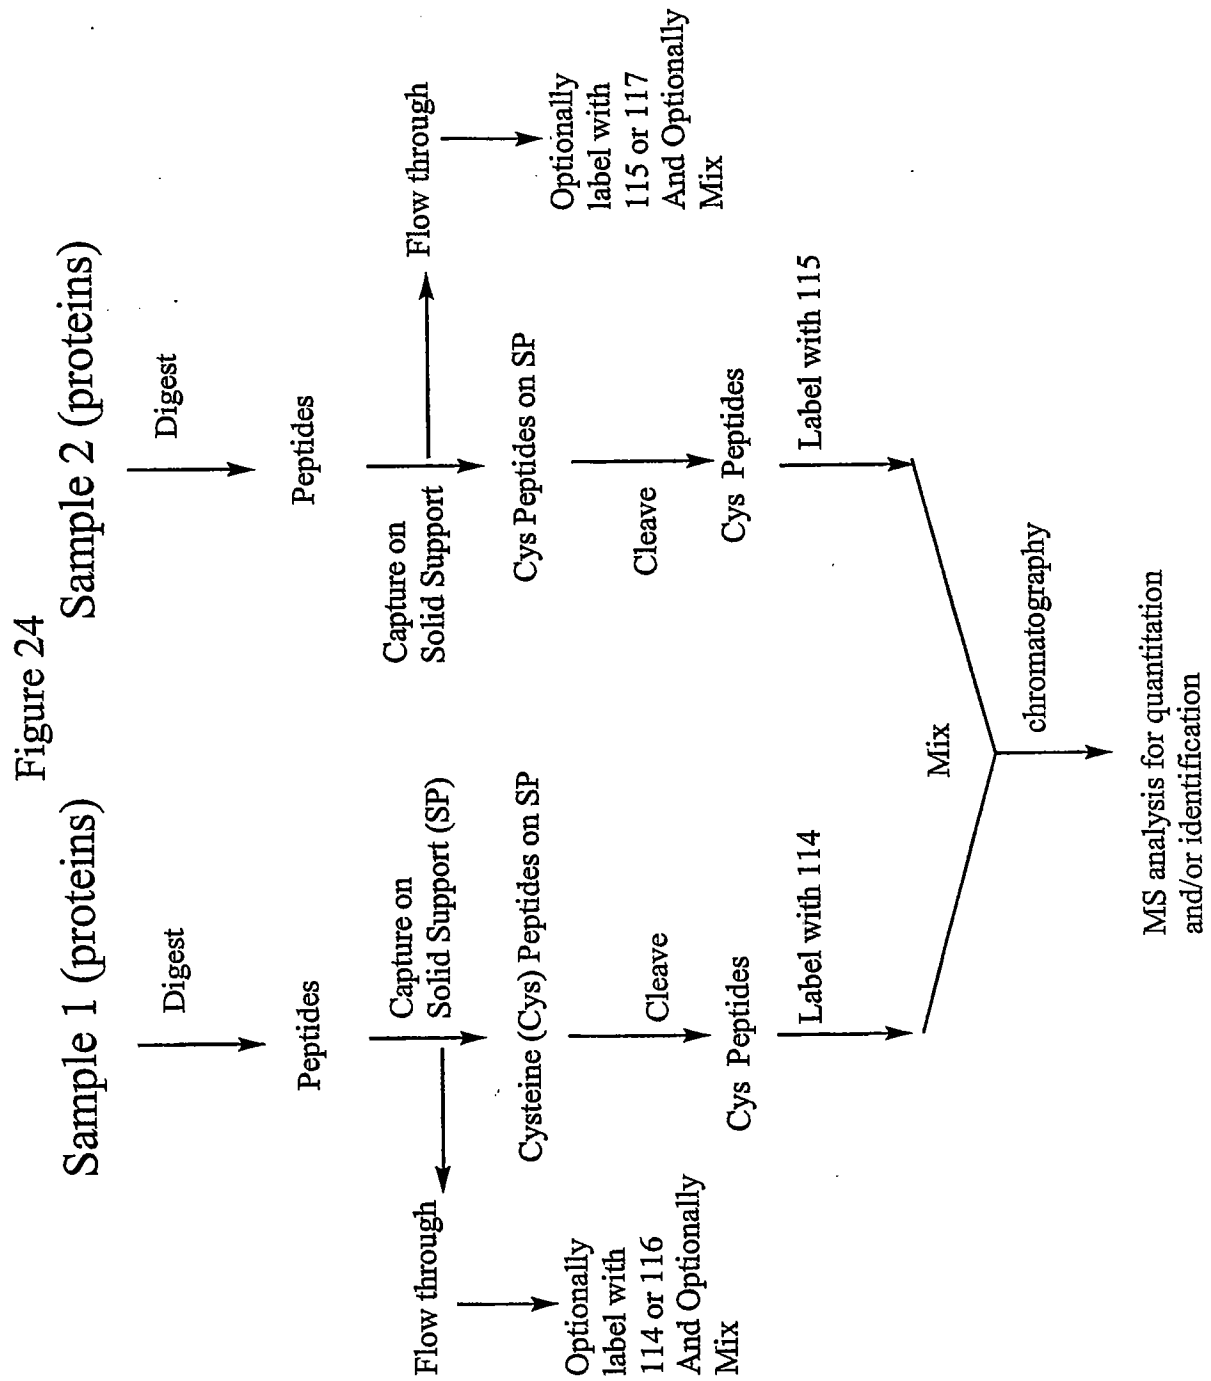 Figure 24
Sample 1 (proteins)
Digest
Peptides
Capture on
Solid Support (SP)
Flow through
Optionally
label with
114 or 116
And Optionally
Mix
Cysteine (Cys) Peptides on SP
Cleave
Cys Peptides
Label with 114
Sample 2 (proteins)
Digest
Peptides
Capture on
Solid Support
Flow through
Optionally
label with
115 or 117
And Optionally
Mix
Cys Peptides on SP
Cleave
Cys Peptides
Label with 115
Mix
chromatography
MS analysis for quantitation
and/or identification